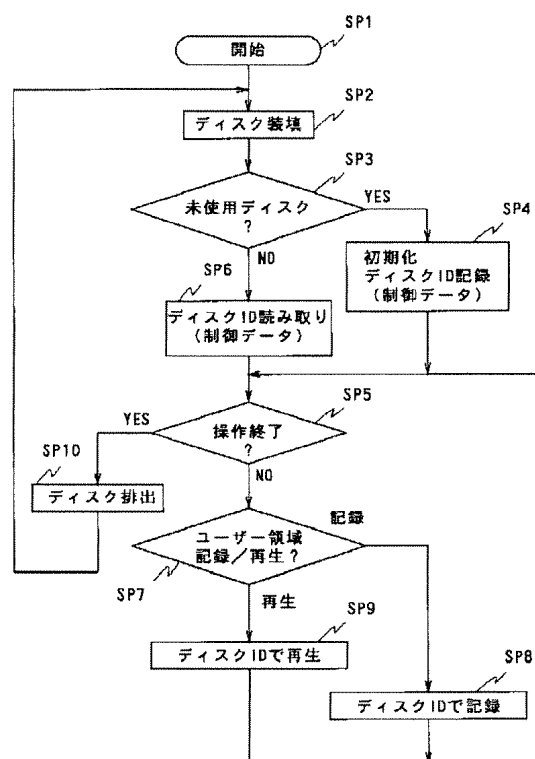 SP1
開始
SP2
ディスク装填
SP3
未使用ディスク
?
YES
SP4
NO
初期化
ディスクID記録
(制御データ)
SP6
ディスクID読み取り
(制御データ)
SP5
YES
操作終了
?
SP10
NO
ディスク排出
記録
ユーザー領域
記録/再生?
SP7
再生
SP9
ディスクIDで再生
SP8
ディスクIDで記録